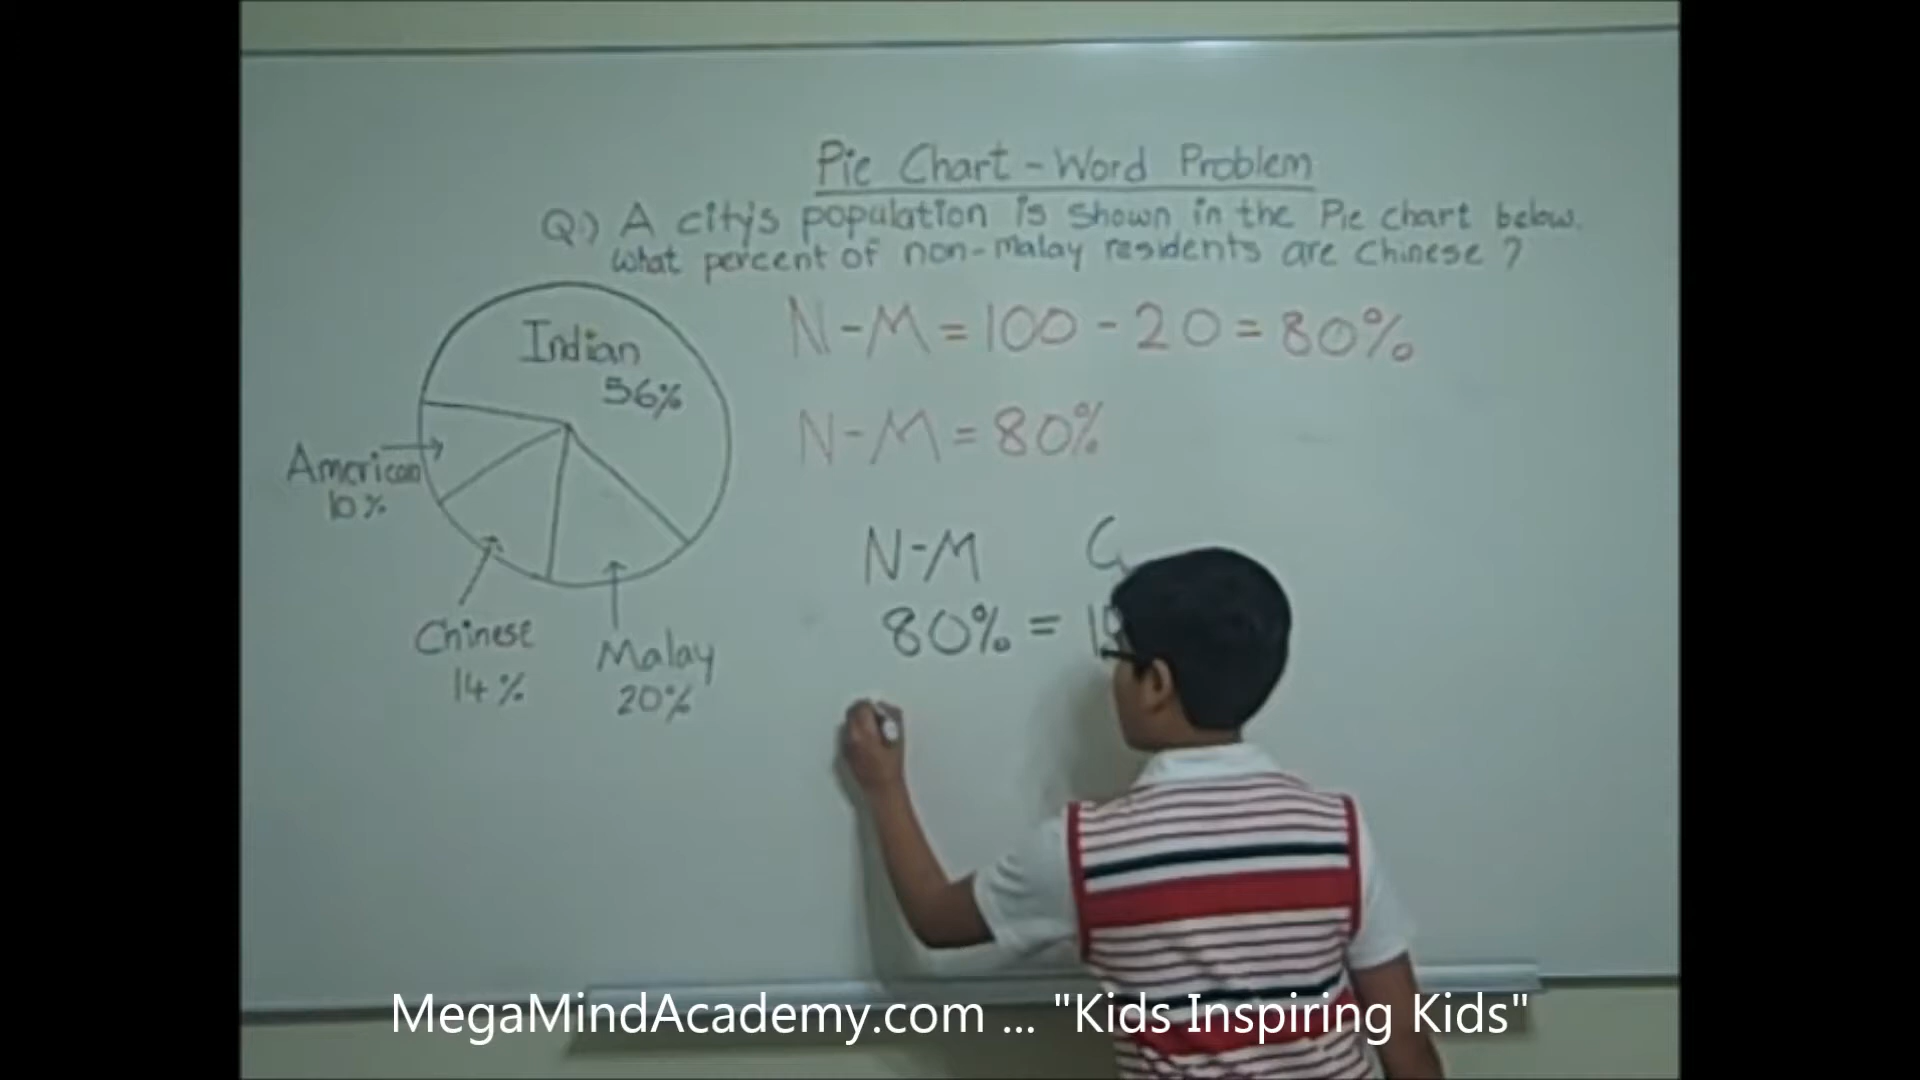 Pie Chart - Word Problem
Q:) A city's population is shown in the Pie chart below.
what percent of non-malay residents are Chinese ?
Indian
56%
American
10%
Chinese
14%
Malay
20%
N-M = 100 - 20 = 80%
N-M = 80%
N-M
80% =
MegaMindAcademy.com ... "Kids Inspiring Kids"